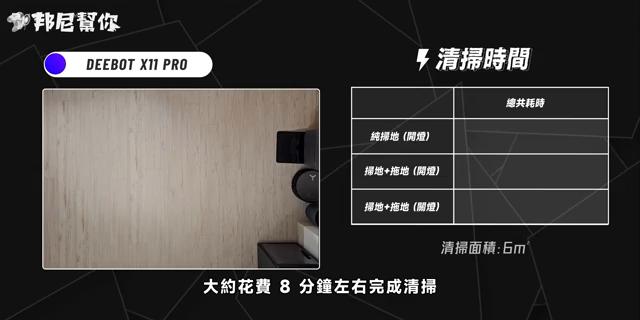 邦尼幫你
DEEBOT X11 PRO
清掃時間
總共耗時
純掃地 (開燈)
掃地+拖地 (開燈)
掃地+拖地 (關燈)
清掃面積:6㎡
大約花費 8 分鐘左右完成清掃